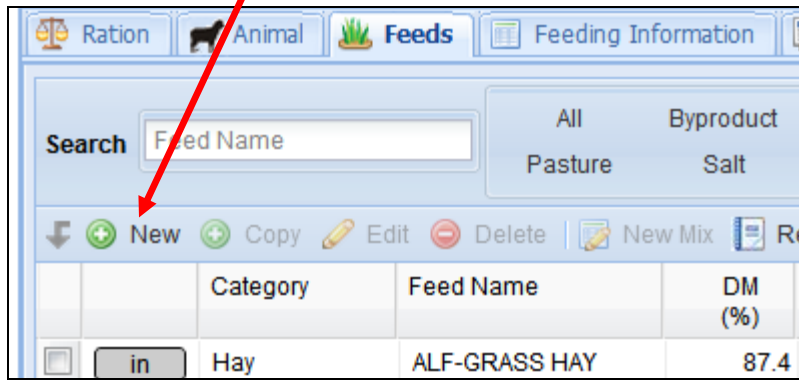 Ration Animal Feeds Feeding Information
All Byproduct
Search Feed Name
Pasture Salt
New Copy Edit Delete New Mix
Category Feed Name DM
(%)
in Hay ALF-GRASS HAY 87.4